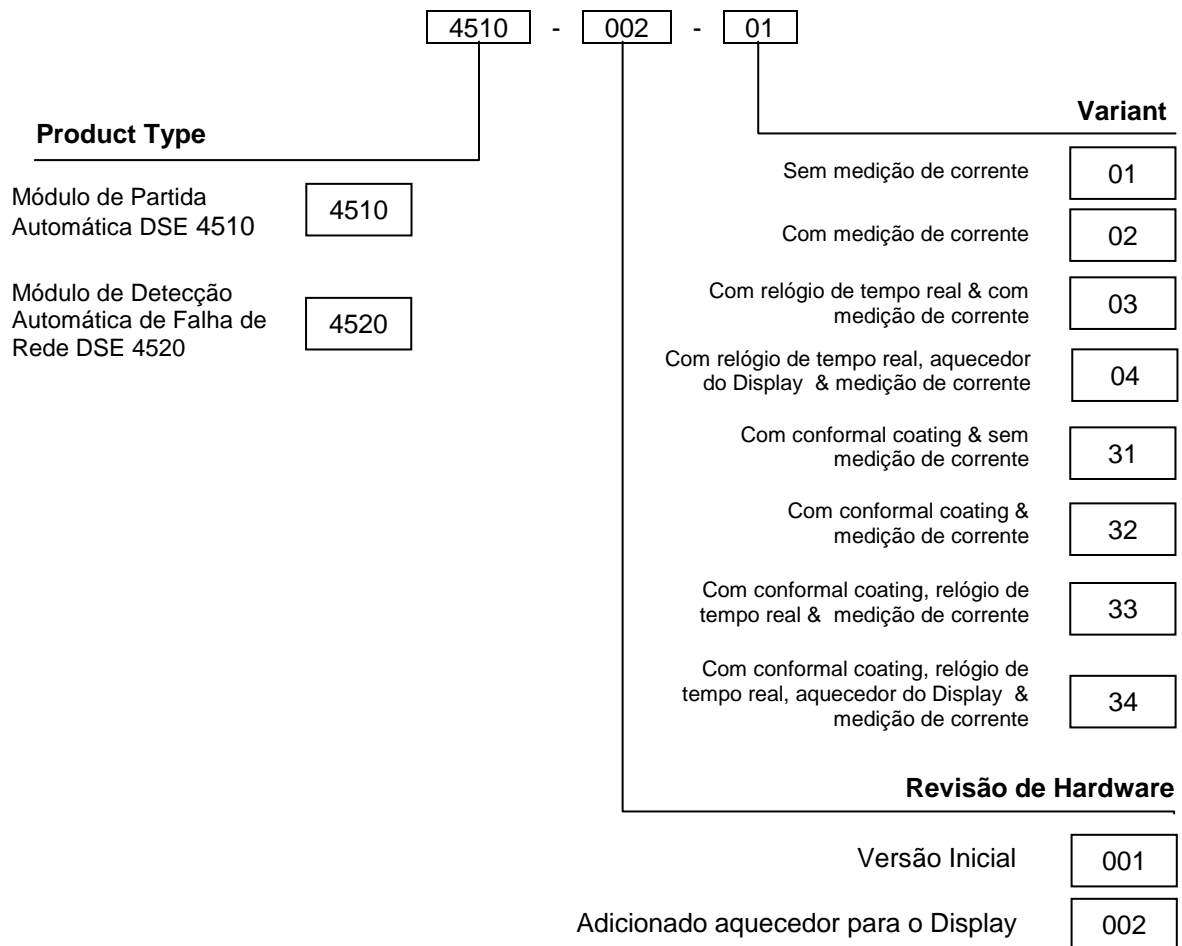 4510 - 002 - 01
Product Type
Módulo de Partida
Automática DSE 4510
4510
Módulo de Detecção
Automática de Falha de
Rede DSE 4520
4520
Variant
Sem medição de corrente
01
Com medição de corrente
02
Com relógio de tempo real & com
medição de corrente
03
Com relógio de tempo real, aquecedor
do Display & medição de corrente
04
Com conformal coating & sem
medição de corrente
31
Com conformal coating &
medição de corrente
32
Com conformal coating, relógio de
tempo real & medição de corrente
33
Com conformal coating, relógio de
tempo real, aquecedor do Display &
medição de corrente
34
Revisão de Hardware
Versão Inicial
001
Adicionado aquecedor para o Display
002